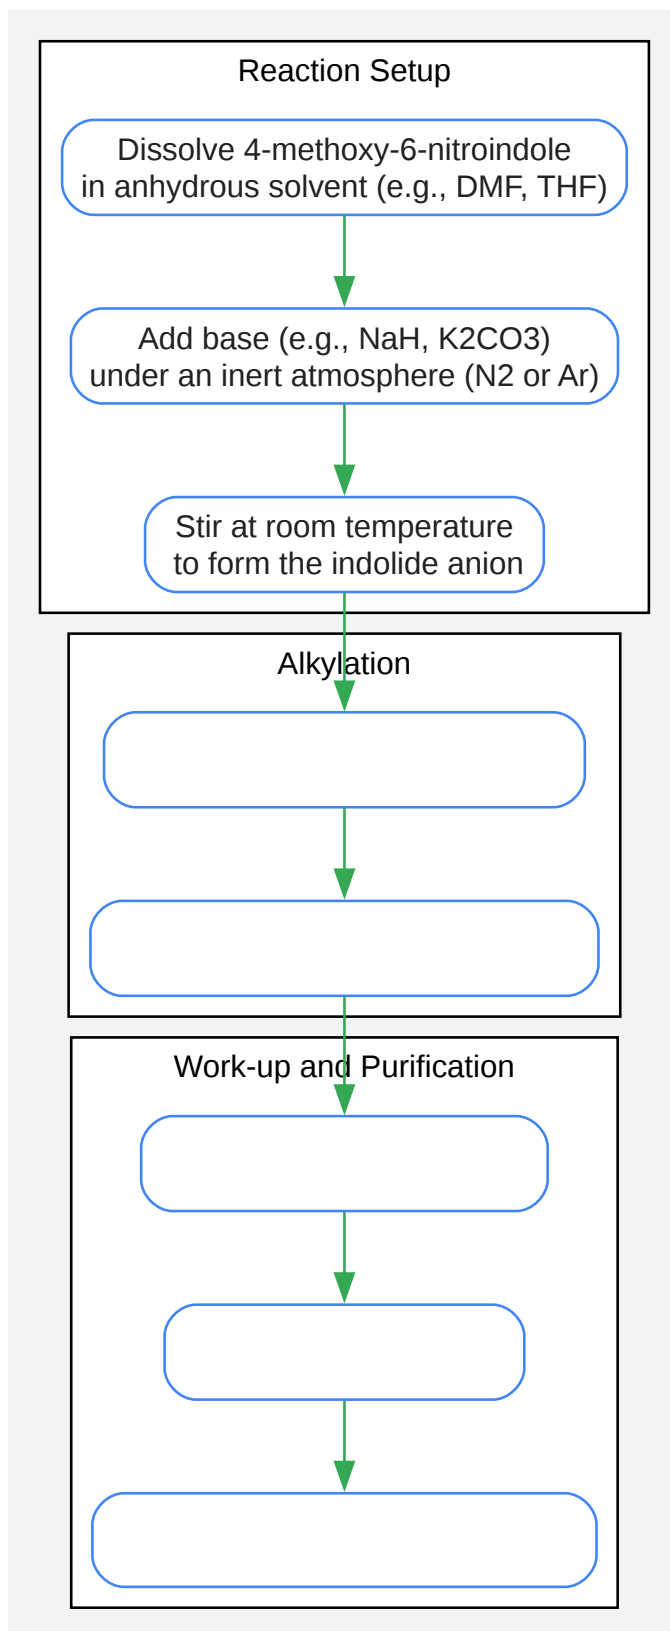 Reaction Setup
Dissolve 4-methoxy-6-nitroindole
in anhydrous solvent (e.g., DMF, THF)
Add base (e.g., NaH, K2CO3)
under an inert atmosphere (N2 or Ar)
Stir at room temperature
to form the indolide anion
Alkylation
Work-up and Purification